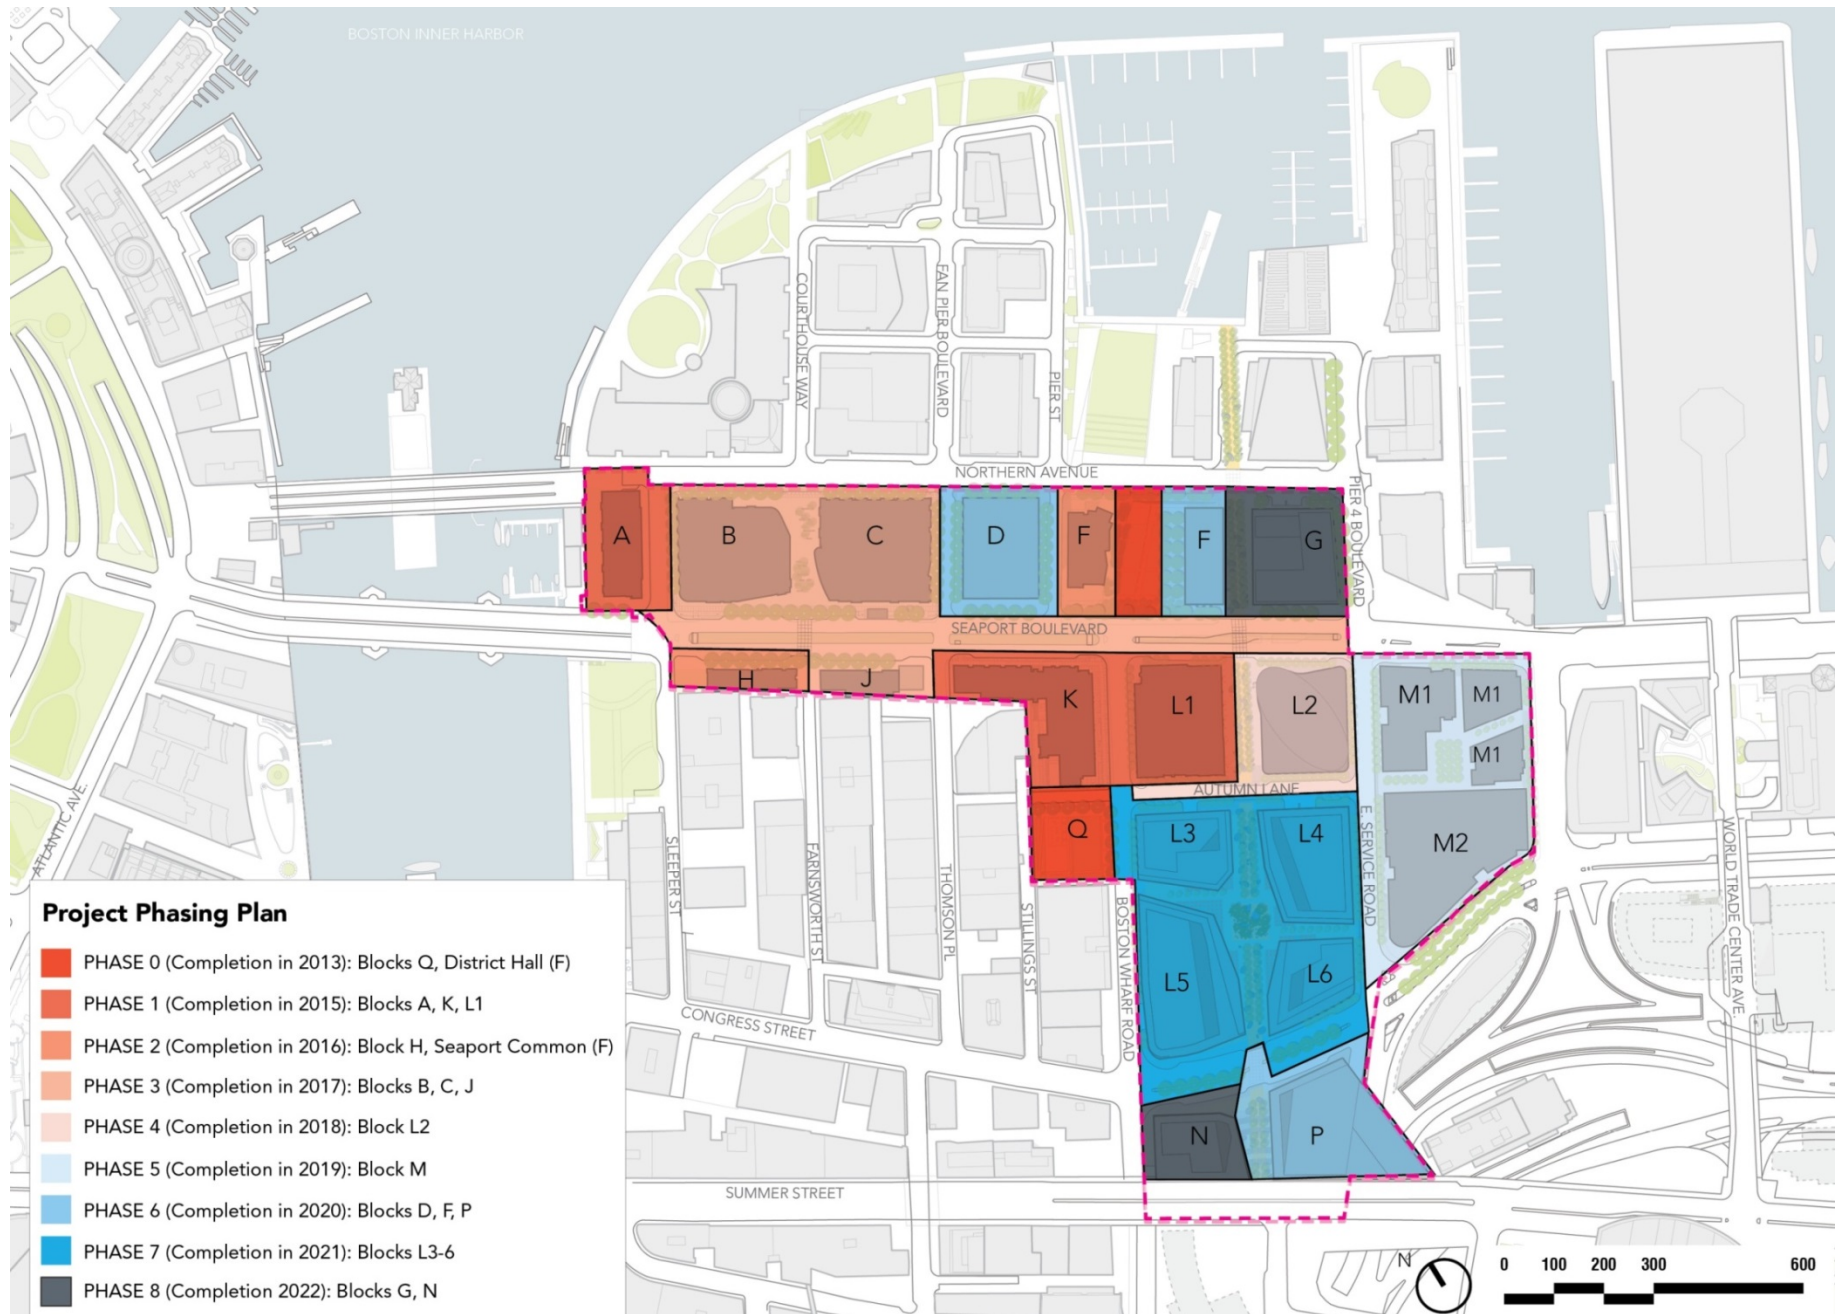 BOSTON INNER HARBOR
COURTHOUSE WAY
FAN PIER BOULEVARD
PIER ST
NORTHERN AVENUE
PIER 4 BOULEVARD
A
B
C
D
F
F
G
SEAPORT BOULEVARD
H
J
K
L1
L2
M1
M1
M1
AUTUMN LANE
Q
L3
L4
M2
E. SERVICE ROAD
ATLANTIC AVE.
SLEEPER ST
FARNSWORTH ST
THOMSON PL
STILLINGS ST
BOSTON WHARF ROAD
WORLD TRADE CENTER AVE.
L5
L6
CONGRESS STREET
N
P
SUMMER STREET
Project Phasing Plan
PHASE 0 (Completion in 2013): Blocks Q, District Hall (F)
PHASE 1 (Completion in 2015): Blocks A, K, L1
PHASE 2 (Completion in 2016): Block H, Seaport Common (F)
PHASE 3 (Completion in 2017): Blocks B, C, J
PHASE 4 (Completion in 2018): Block L2
PHASE 5 (Completion in 2019): Block M
PHASE 6 (Completion in 2020): Blocks D, F, P
PHASE 7 (Completion in 2021): Blocks L3-6
PHASE 8 (Completion 2022): Blocks G, N
N
0 100 200 300 600